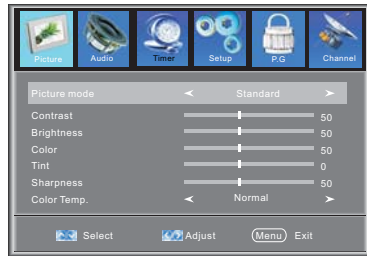 Picture Audio Timer Setup P.G Channel
Picture mode Standard
Contrast 50
Brightness 50
Color 50
Tint 0
Sharpness 50
Color Temp. Normal
Select Adjust Menu Exit